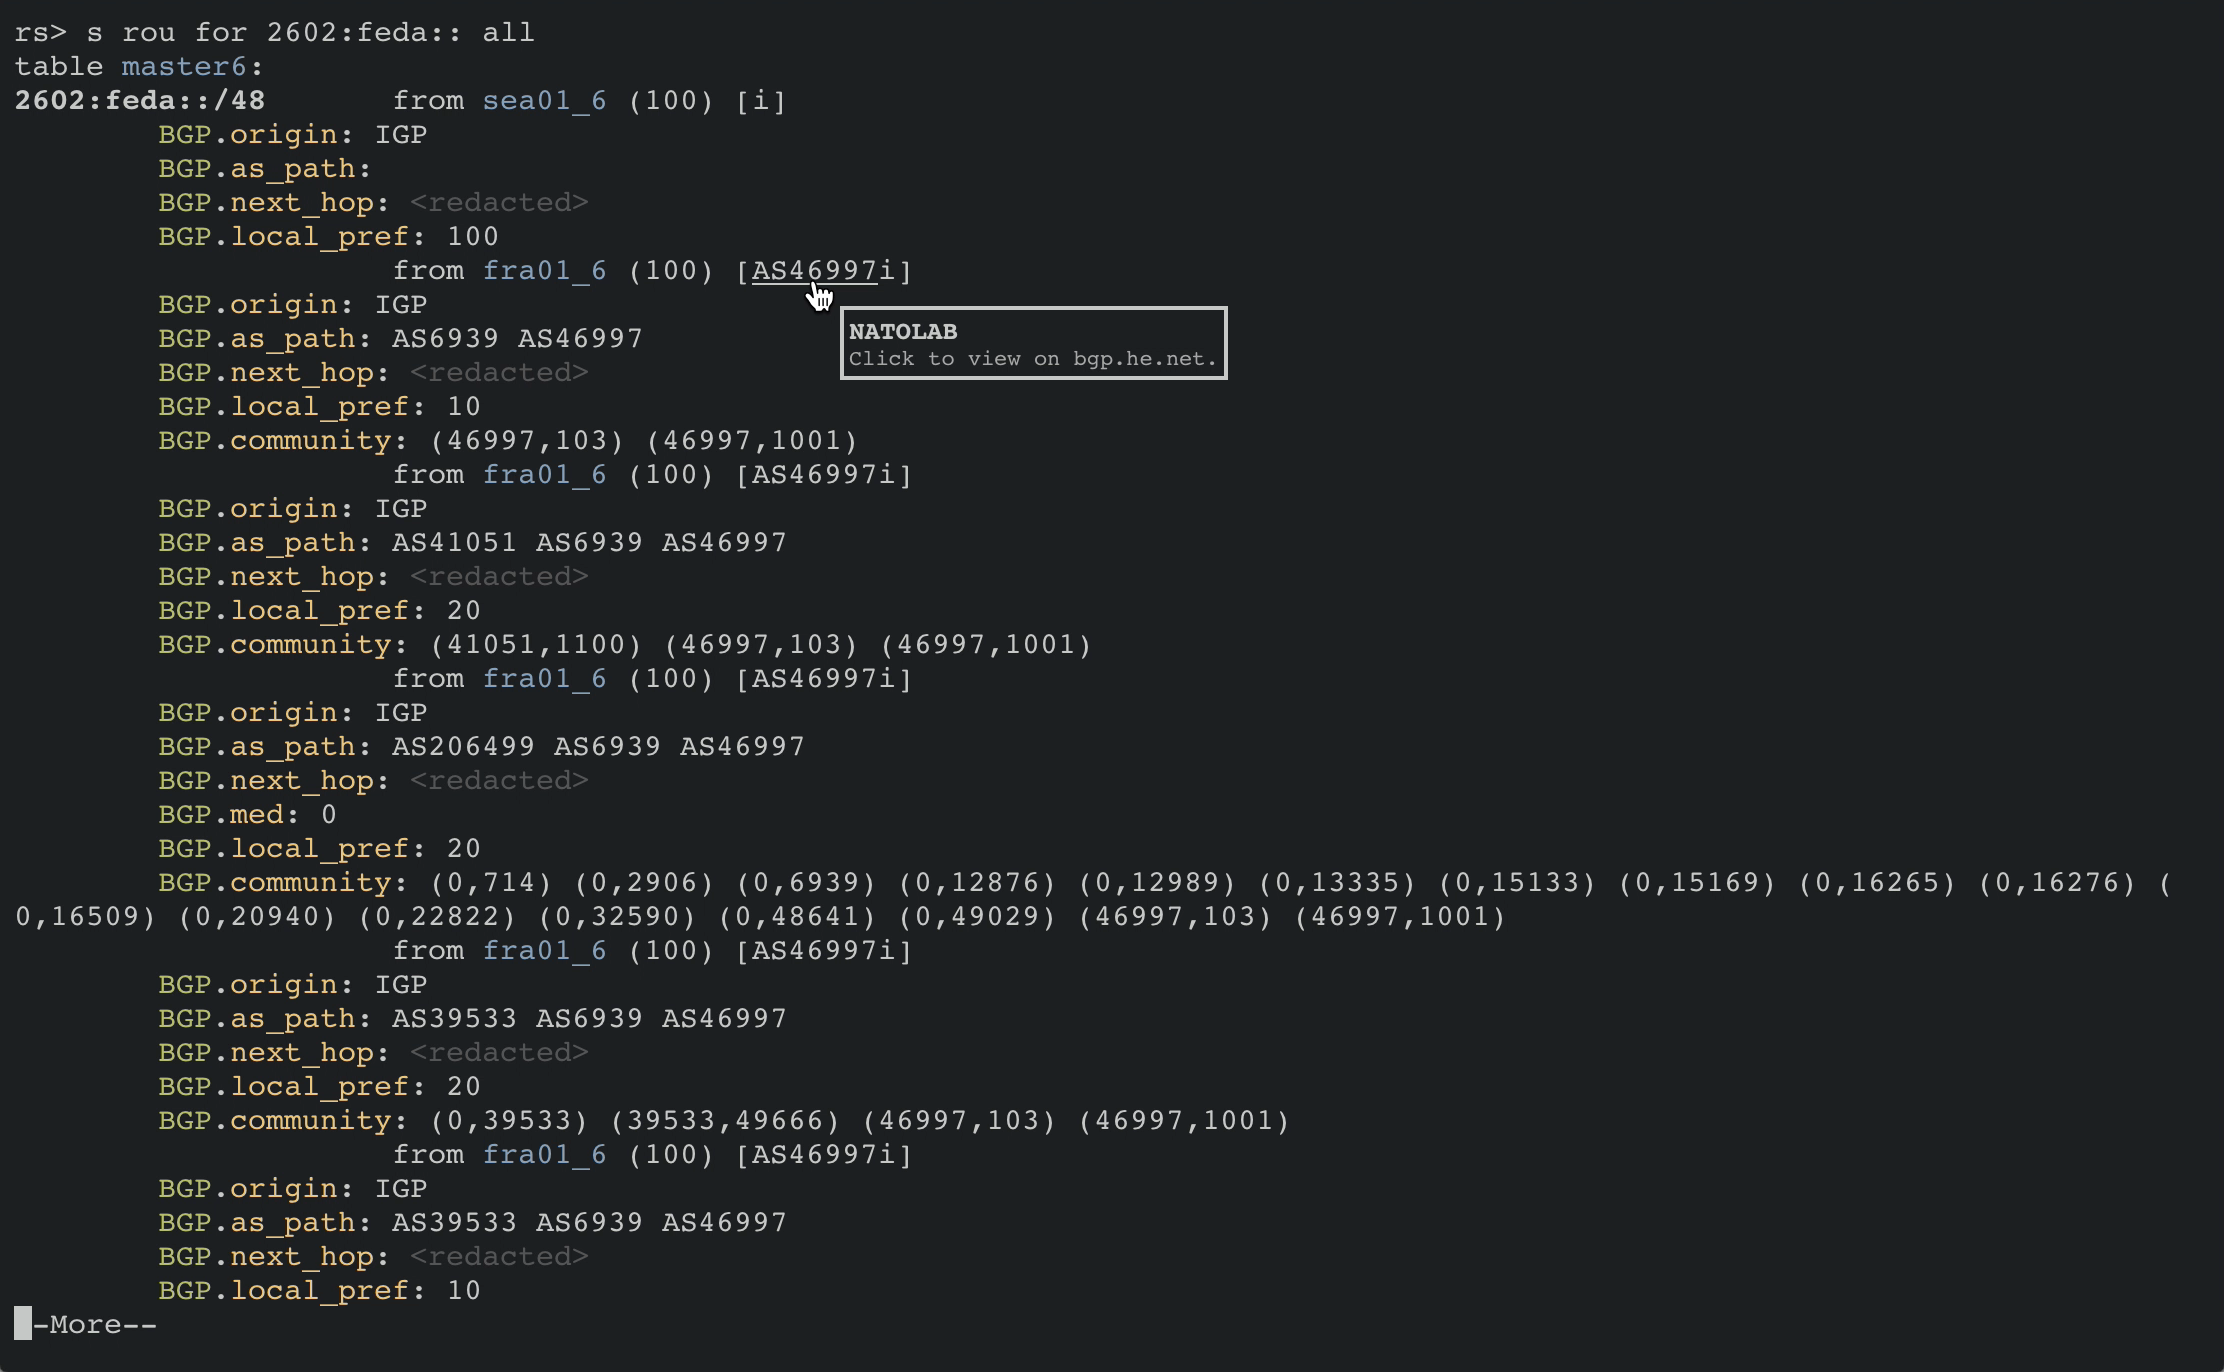 rs> s rou for 2602:feda:: all
table master6:
2602:feda::/48       from sea01_6 (100) [i]
        BGP.origin: IGP
        BGP.as_path:
        BGP.next_hop: <redacted>
        BGP.local_pref: 100
                     from fra01_6 (100) [AS46997i]
        BGP.origin: IGP
        BGP.as_path: AS6939 AS46997
NATOLAB
Click to view on bgp.he.net.
        BGP.next_hop: <redacted>
        BGP.local_pref: 10
        BGP.community: (46997,103) (46997,1001)
                     from fra01_6 (100) [AS46997i]
        BGP.origin: IGP
        BGP.as_path: AS41051 AS6939 AS46997
        BGP.next_hop: <redacted>
        BGP.local_pref: 20
        BGP.community: (41051,1100) (46997,103) (46997,1001)
                     from fra01_6 (100) [AS46997i]
        BGP.origin: IGP
        BGP.as_path: AS206499 AS6939 AS46997
        BGP.next_hop: <redacted>
        BGP.med: 0
        BGP.local_pref: 20
        BGP.community: (0,714) (0,2906) (0,6939) (0,12876) (0,12989) (0,13335) (0,15133) (0,15169) (0,16265) (0,16276) (
0,16509) (0,20940) (0,22822) (0,32590) (0,48641) (0,49029) (46997,103) (46997,1001)
                     from fra01_6 (100) [AS46997i]
        BGP.origin: IGP
        BGP.as_path: AS39533 AS6939 AS46997
        BGP.next_hop: <redacted>
        BGP.local_pref: 20
        BGP.community: (0,39533) (39533,49666) (46997,103) (46997,1001)
                     from fra01_6 (100) [AS46997i]
        BGP.origin: IGP
        BGP.as_path: AS39533 AS6939 AS46997
        BGP.next_hop: <redacted>
        BGP.local_pref: 10
-More--